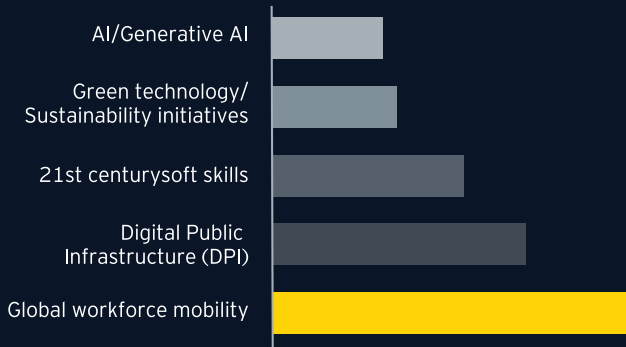 AI/Generative AI
Green technology/
Sustainability initiatives
21st centurysoft skills
Digital Public
Infrastructure (DPI)
Global workforce mobility